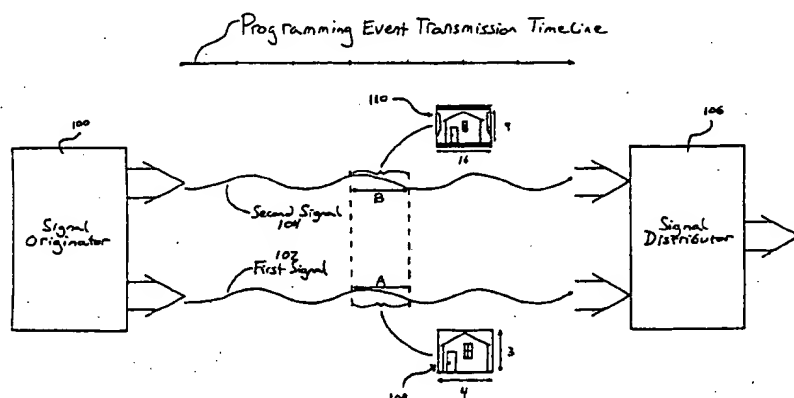 Programming Event Transmission Timeline
110
100
9
16
106
B
Second Signal
104
Signal
Originator
Signal
Distributor
102
First Signal
A
3
4